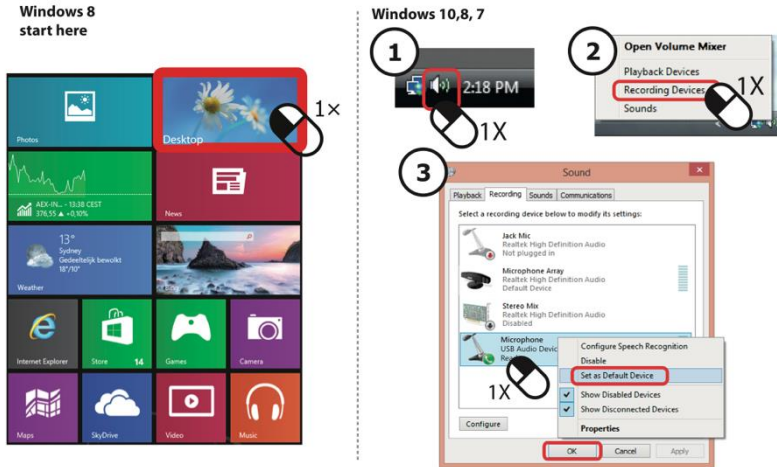 Windows 8
start here
Photos
Desktop
1x
AEX-IN... - 13:38 CEST
376,55 ▲ +0,10%
News
13°
Sydney
Gedeeltelijk bewolkt
18°/10°
Weather
Internet Explorer
Store 14
Games
Camera
Maps
SkyDrive
Video
Music
Windows 10,8, 7
1
2:18 PM
1X
2
Open Volume Mixer
Playback Devices
Recording Devices
Sounds
1X
3
Sound
Playback Recording Sounds Communications
Select a recording device below to modify its settings:
Jack Mic
Realtek High Definition Audio
Not plugged in
Microphone Array
Realtek High Definition Audio
Default Device
Stereo Mix
Realtek High Definition Audio
Disabled
Microphone
USB Audio Devic
1X
Configure Speech Recognition
Disable
Set as Default Device
Show Disabled Devices
Show Disconnected Devices
Properties
Configure
OK Cancel Apply